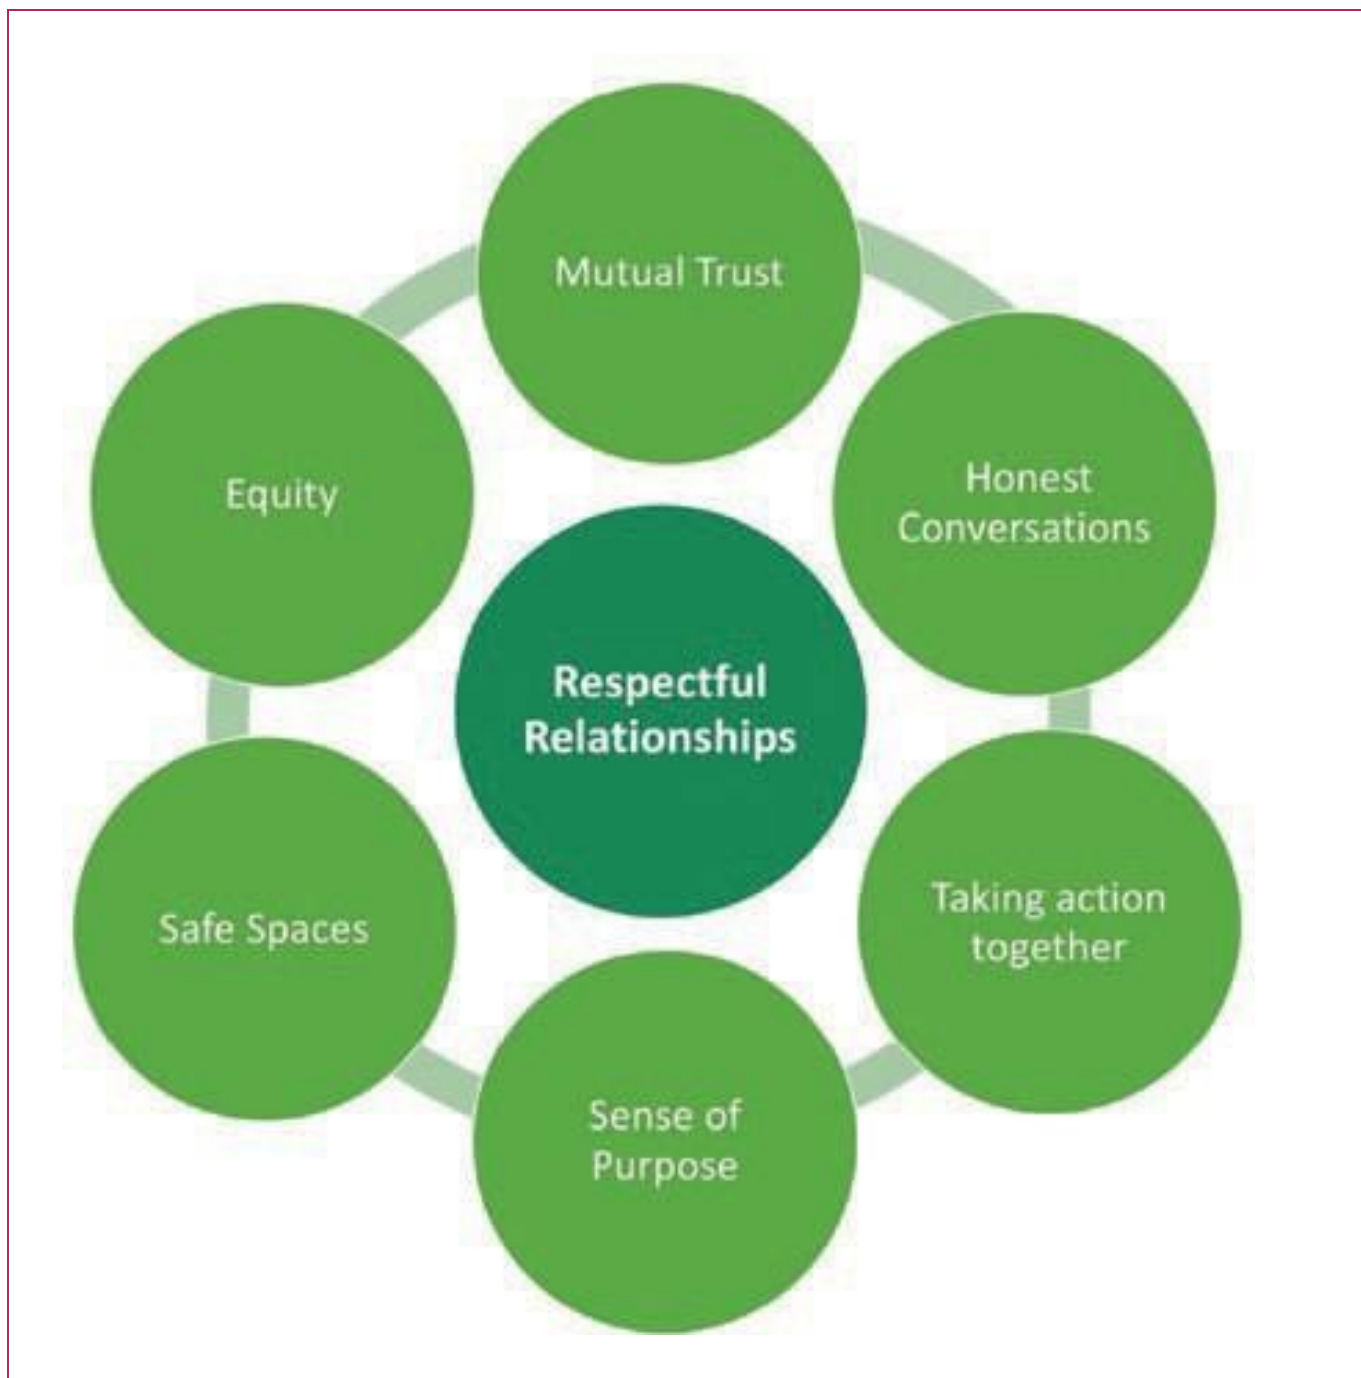 Mutual Trust
Honest
Conversations
Equity
Respectful
Relationships
Taking action
together
Safe Spaces
Sense of
Purpose